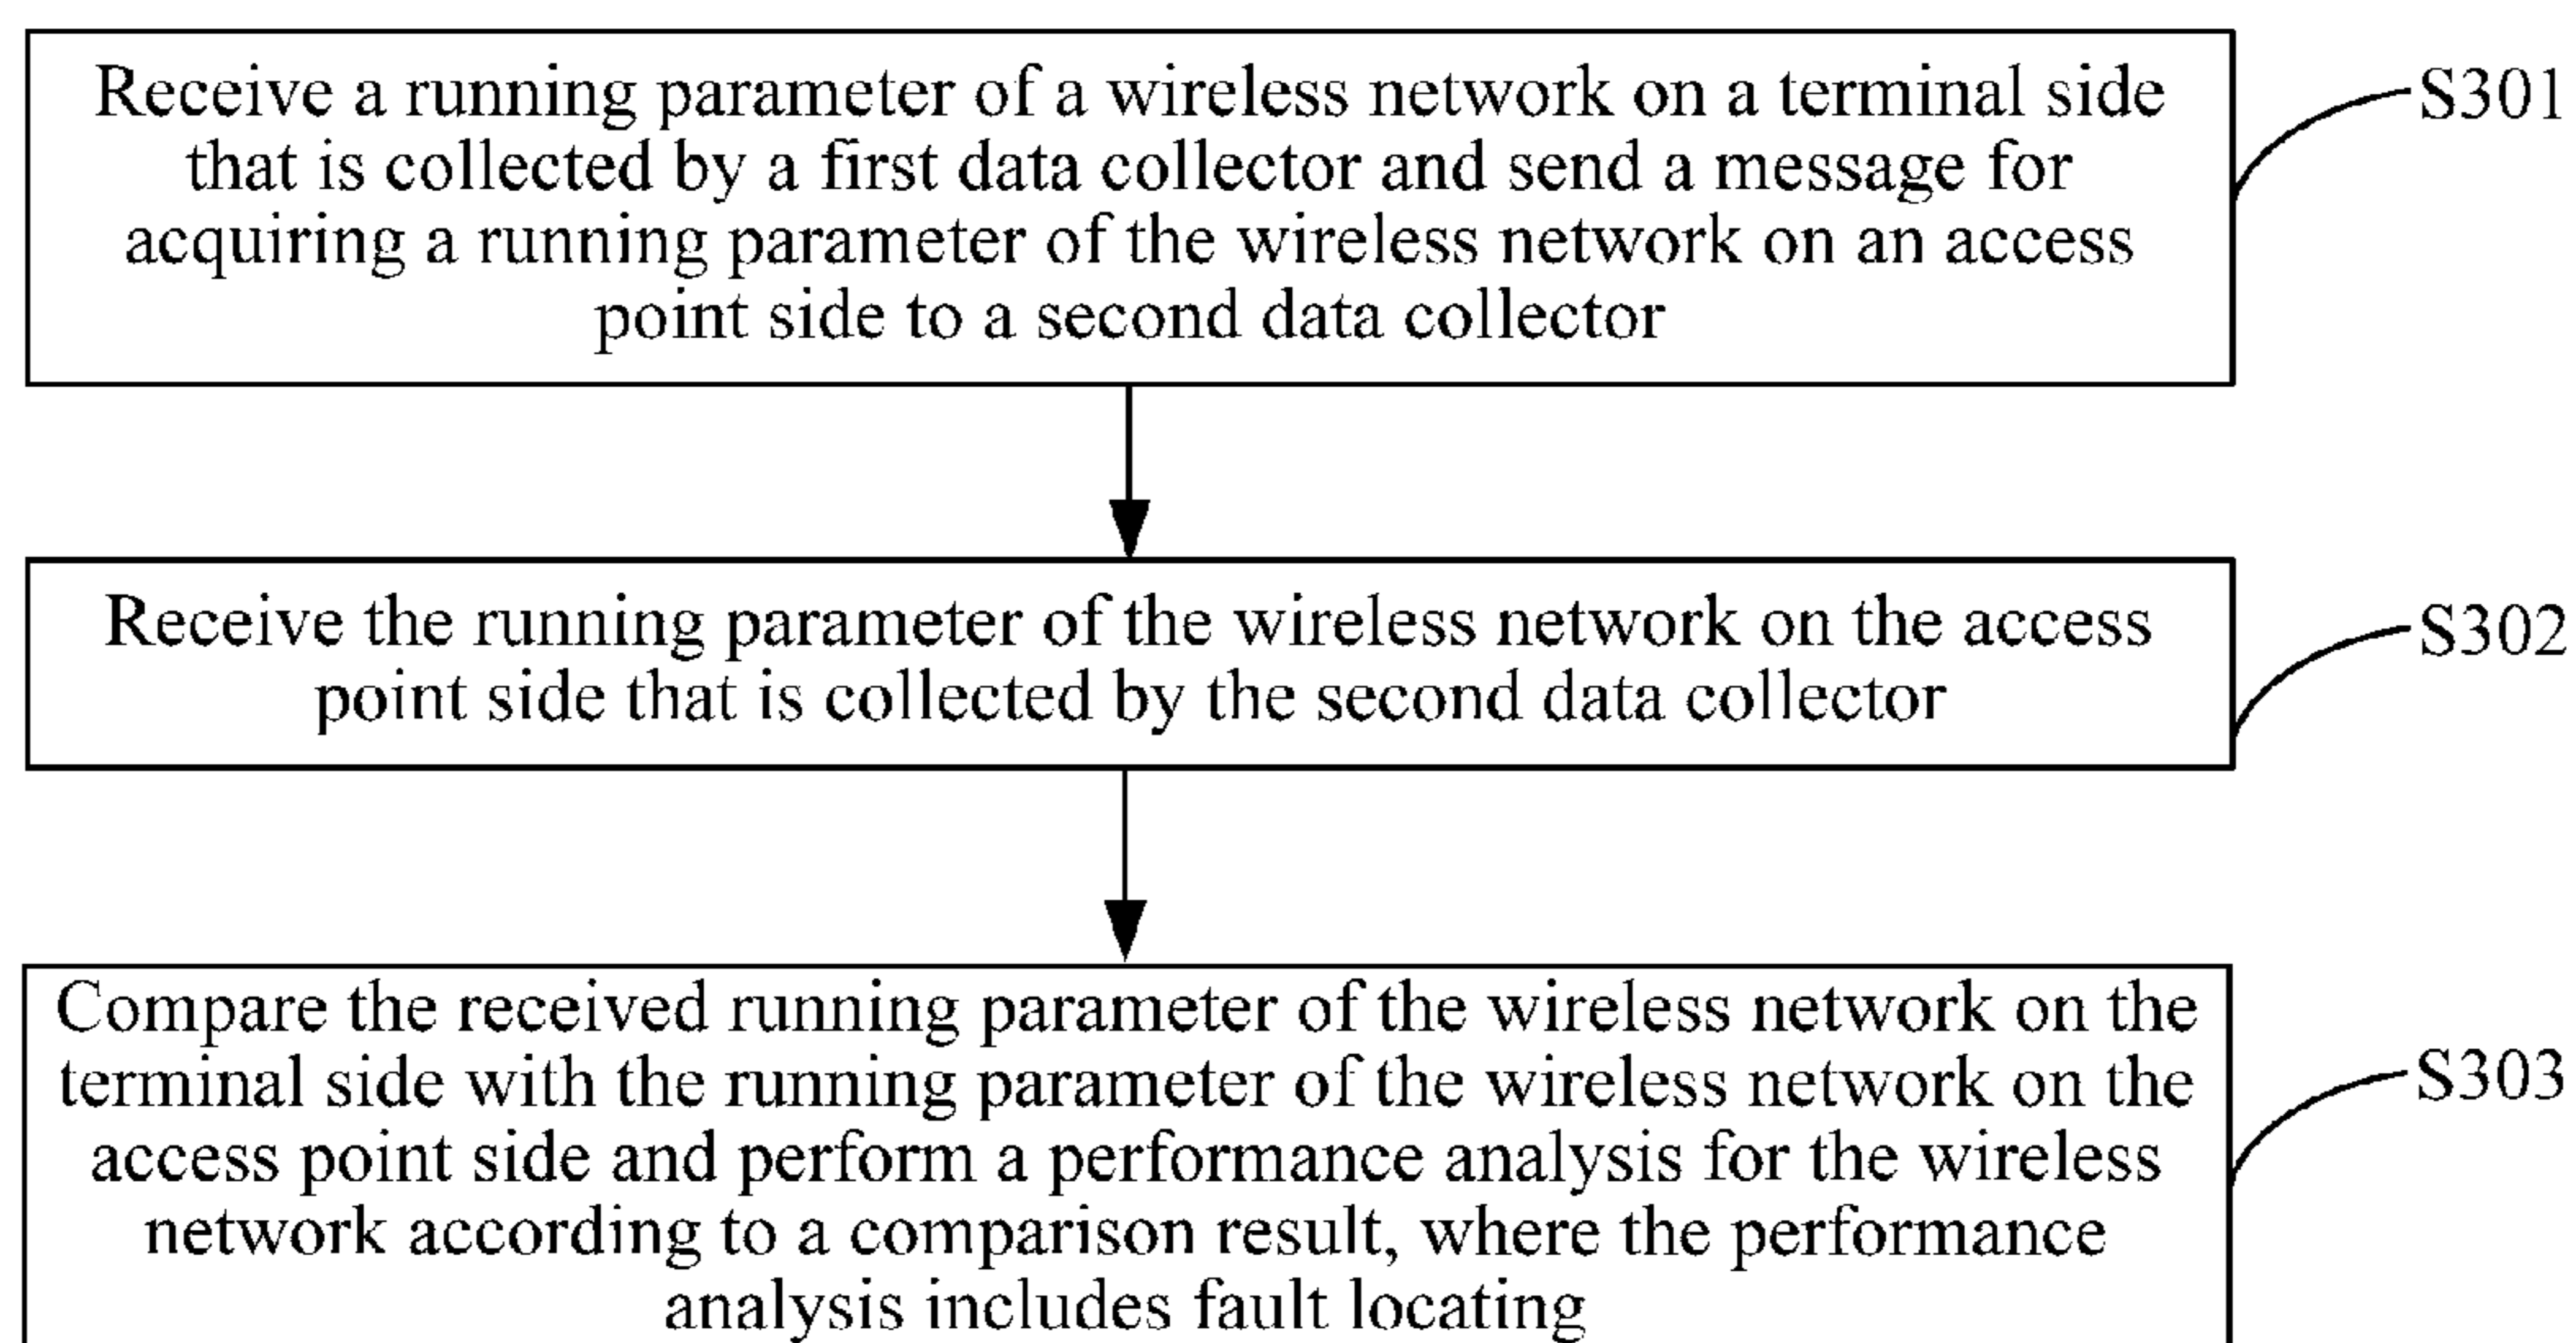 Receive a running parameter of a wireless network on a terminal side
that is collected by a first data collector and send a message for
acquiring a running parameter of the wireless network on an access
point side to a second data collector
S301
Receive the running parameter of the wireless network on the access
point side that is collected by the second data collector
S302
Compare the received running parameter of the wireless network on the
terminal side with the running parameter of the wireless network on the
access point side and perform a performance analysis for the wireless
network according to a comparison result, where the performance
analysis includes fault locating
S303